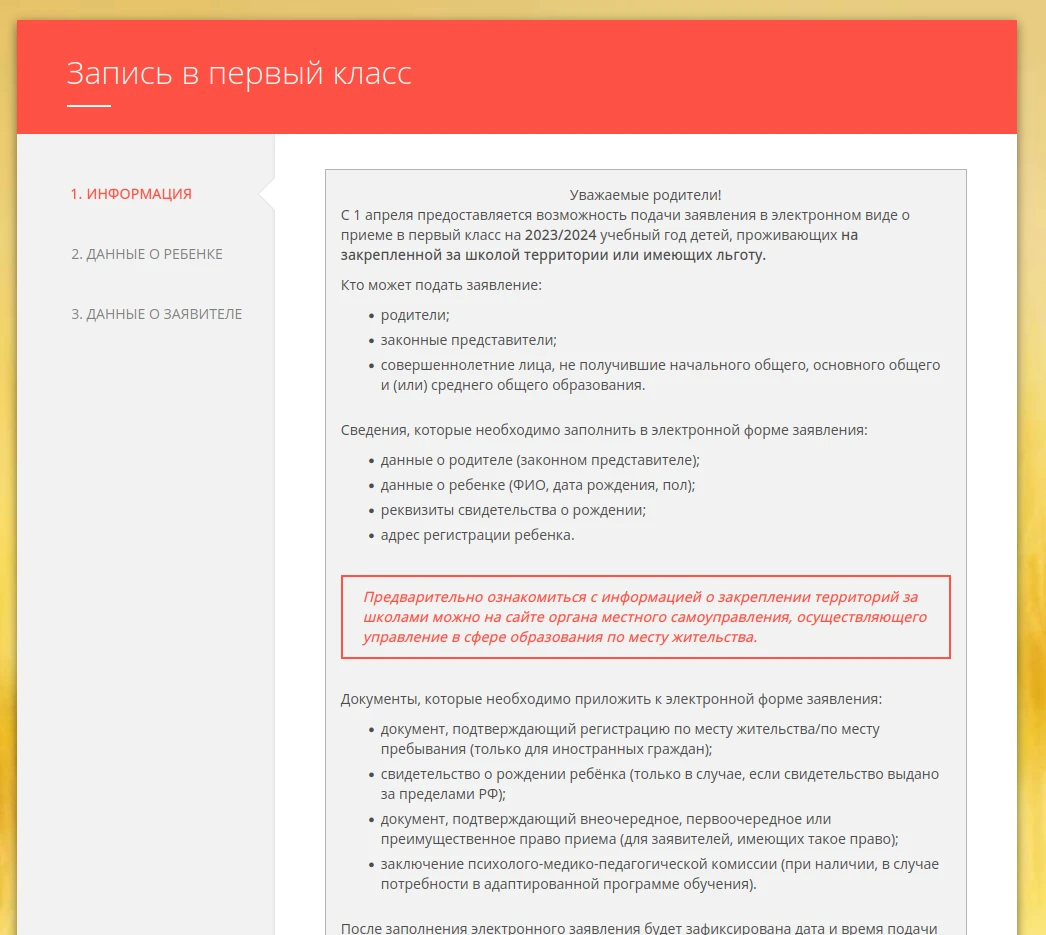 Запись в первый класс
1. ИНФОРМАЦИЯ
2. ДАННЫЕ О РЕБЕНКЕ
3. ДАННЫЕ О ЗАЯВИТЕЛЕ
Уважаемые родители!
С 1 апреля предоставляется возможность подачи заявления в электронном виде о
приеме в первый класс на 2023/2024 учебный год детей, проживающих на
закрепленной за школой территории или имеющих льготу.
Кто может подать заявление:
• родители;
• законные представители;
• совершеннолетние лица, не получившие начального общего, основного общего
и (или) среднего общего образования.
Сведения, которые необходимо заполнить в электронной форме заявления:
• данные о родителе (законном представителе);
• данные о ребенке (ФИО, дата рождения, пол);
• реквизиты свидетельства о рождении;
• адрес регистрации ребенка.
Предварительно ознакомиться с информацией о закреплении территорий за
школами можно на сайте органа местного самоуправления, осуществляющего
управление в сфере образования по месту жительства.
Документы, которые необходимо приложить к электронной форме заявления:
• документ, подтверждающий регистрацию по месту жительства/по месту
пребывания (только для иностранных граждан);
• свидетельство о рождении ребёнка (только в случае, если свидетельство выдано
за пределами РФ);
• документ, подтверждающий внеочередное, первоочередное или
преимущественное право приема (для заявителей, имеющих такое право);
• заключение психолого-медико-педагогической комиссии (при наличии, в случае
потребности в адаптированной программе обучения).
После заполнения электронного заявления будет зафиксирована дата и время подачи